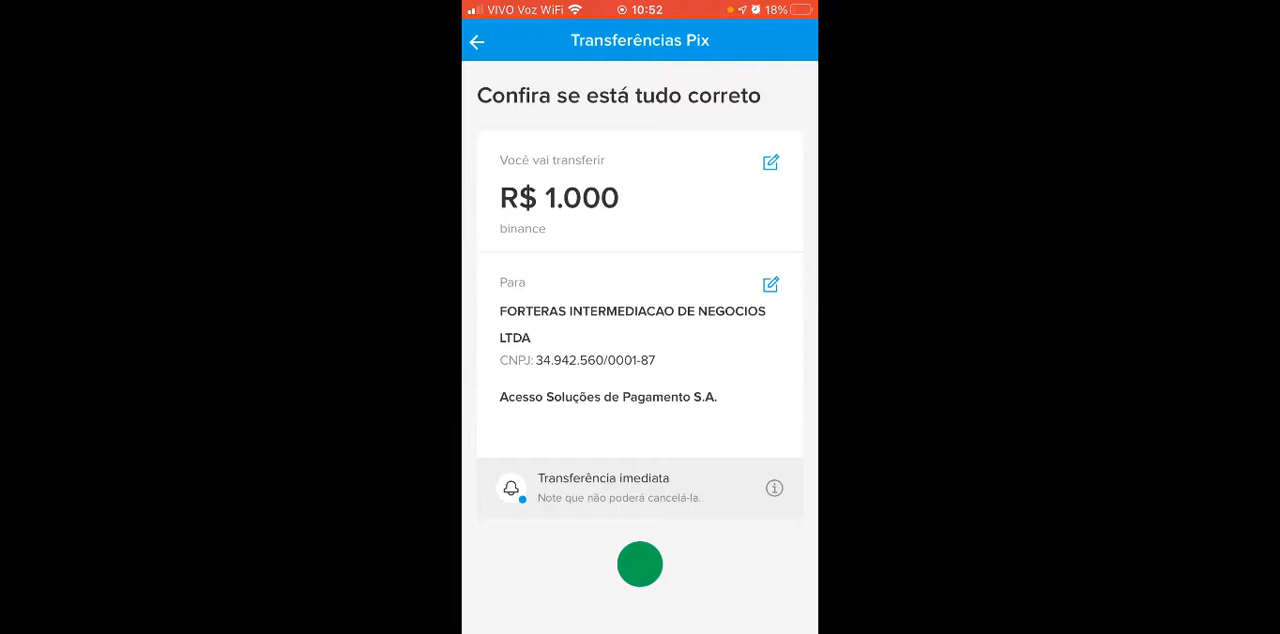 VIVO Voz WiFi 10:52 18%
Transferências Pix
Confira se está tudo correto
Você vai transferir
R$ 1.000
binance
Para
FORTERAS INTERMEDIACAO DE NEGOCIOS
LTDA
CNPJ: 34.942.560/0001-87
Acesso Soluções de Pagamento S.A.
Transferência imediata
Note que não poderá cancelá-la.